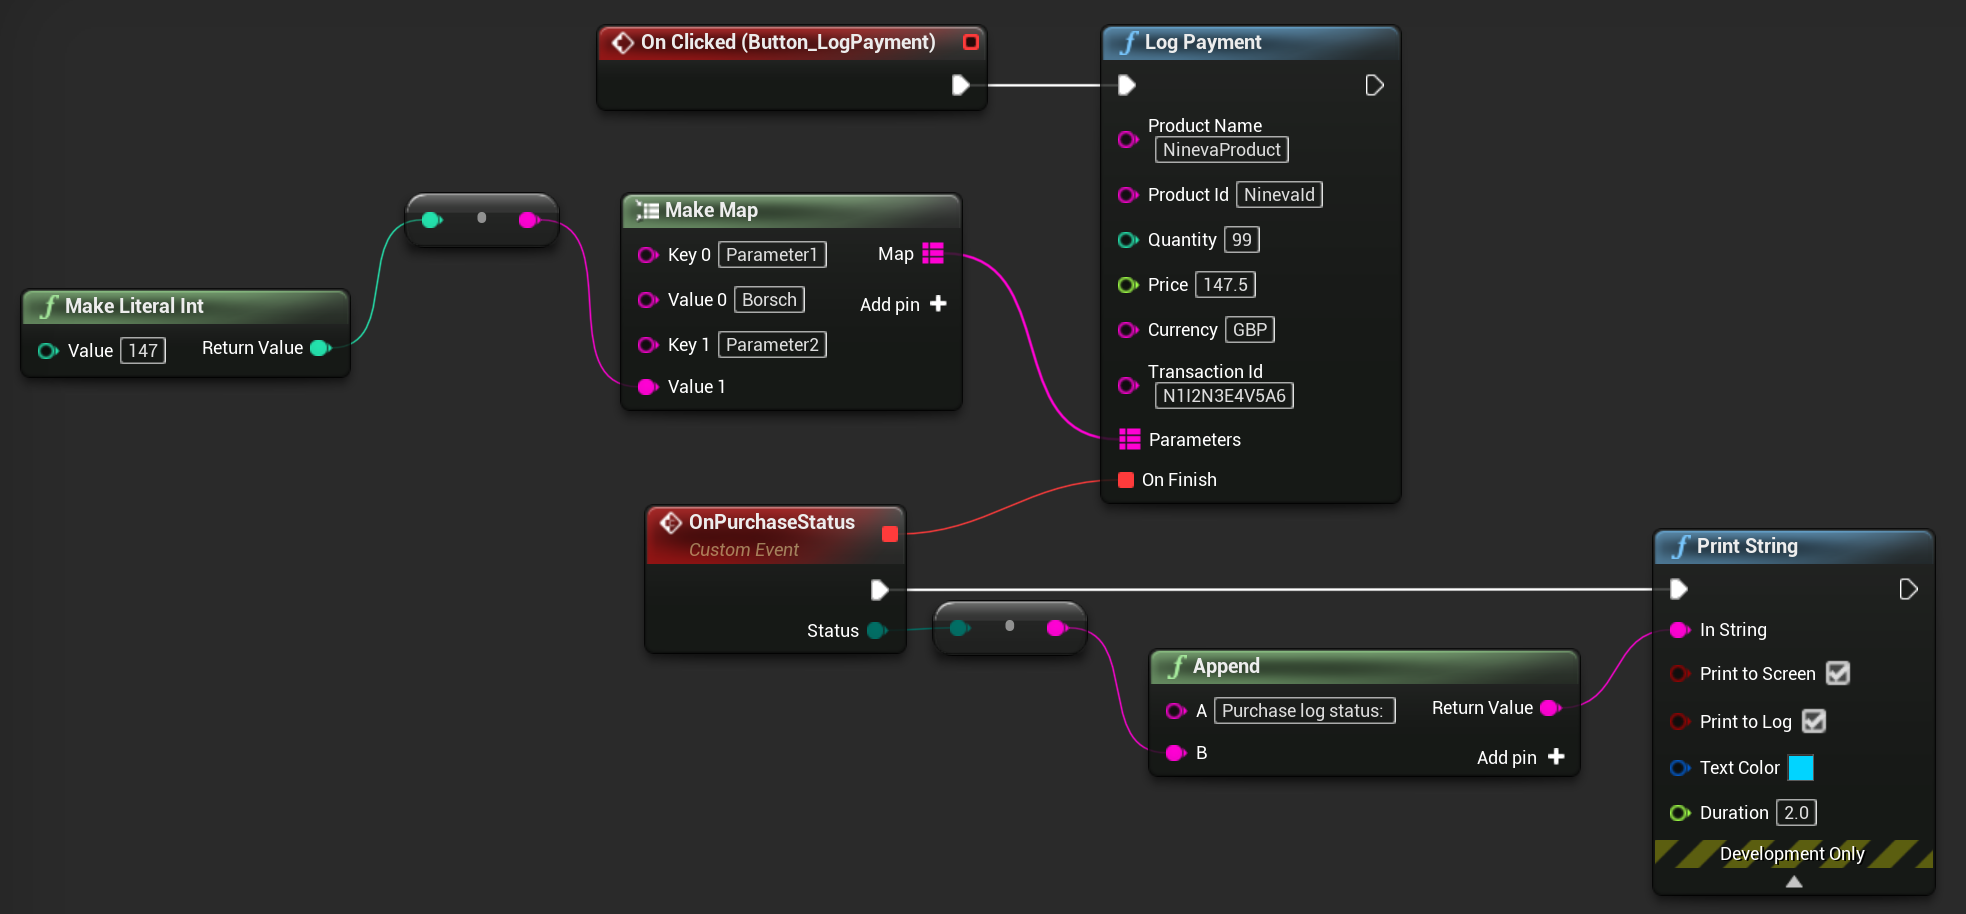 On Clicked (Button_LogPayment)
f Log Payment
Product Name
NinevaProduct
Product Id NinevaId
Quantity 99
Price 147.5
Currency GBP
Transaction Id
N1I2N3E4V5A6
Parameters
On Finish
Make Map
Key 0 Parameter1 Map
Value 0 Borsch Add pin
Key 1 Parameter2
Value 1
f Make Literal Int
Value 147 Return Value
OnPurchaseStatus
Custom Event
Status
f Append
A Purchase log status: Return Value
B Add pin
f Print String
In String
Print to Screen
Print to Log
Text Color
Duration 2.0
Development Only